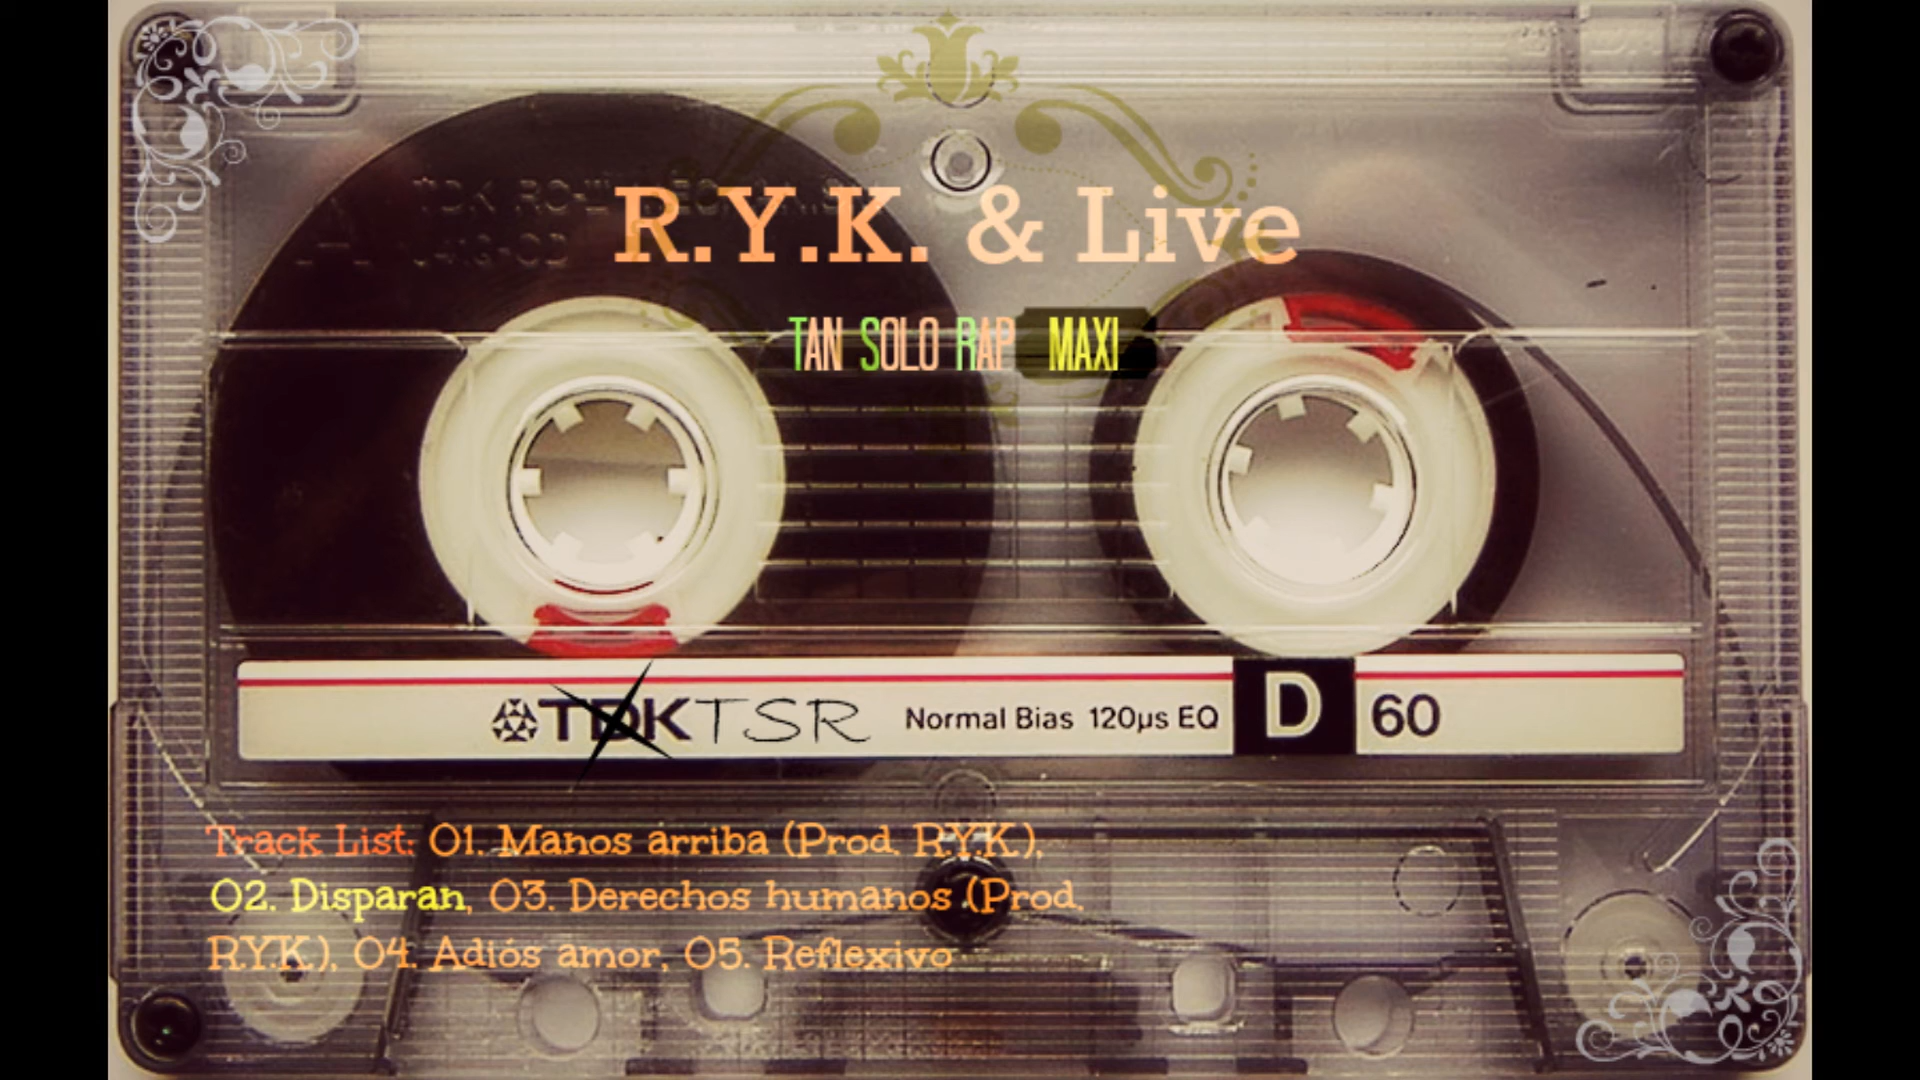 R.Y.K. & Live
TAN SOLO RAP MAXI
TDK TSR Normal Bias 120µs EQ D 60
Track List: 01. Manos arriba (Prod. R.Y.K.),
02. Disparan, 03. Derechos humanos (Prod.
R.Y.K.), 04. Adiós amor, 05. Reflexivo